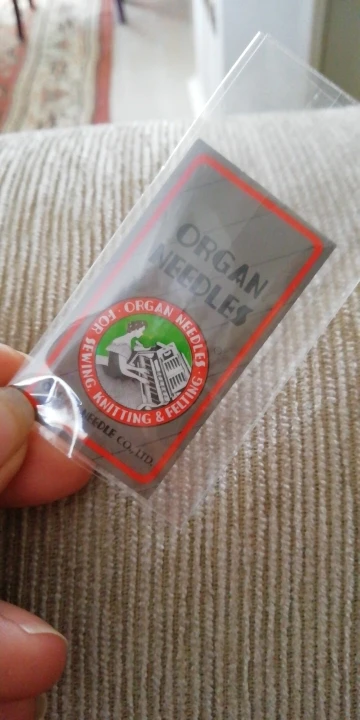 ORGAN
NEEDLES
· ORGAN NEEDLES ·
FOR SEWING, KNITTING & FELTING
NEEDLE CO., LTD.